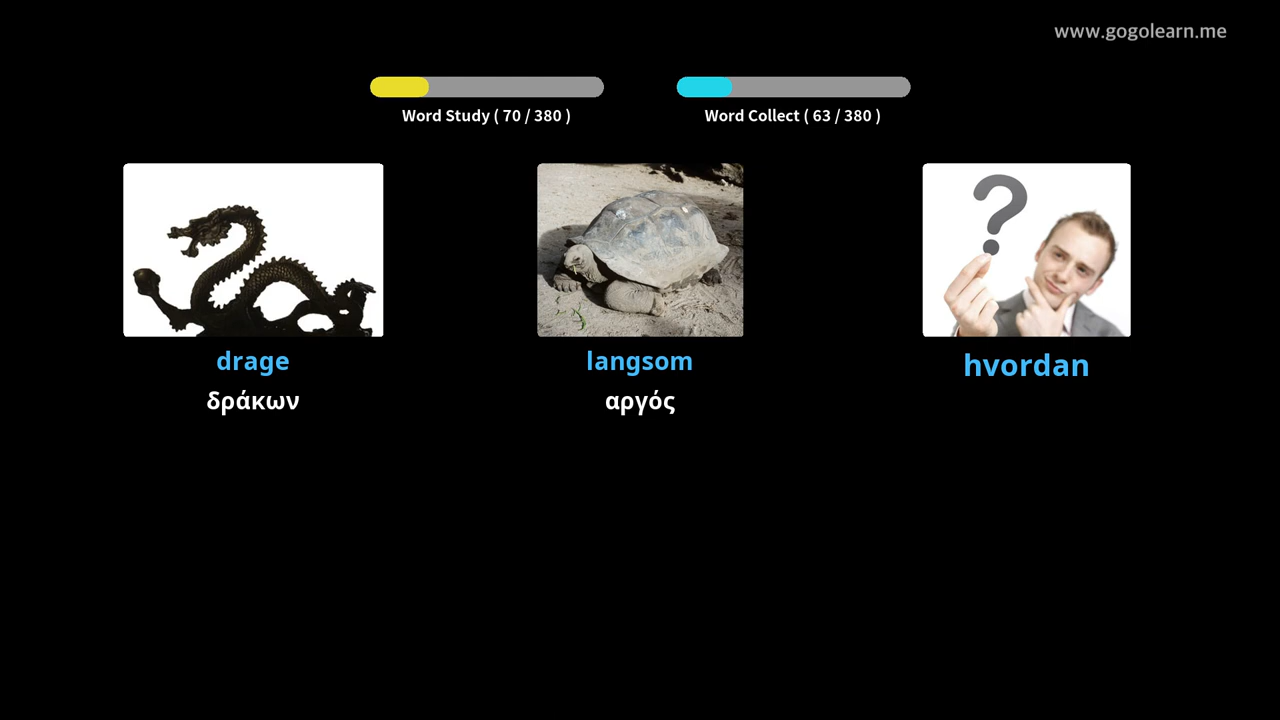 www.gogolearn.me
Word Study ( 70 / 380 )
Word Collect ( 63 / 380 )
drage
langsom
hvordan
δράκων
αργός